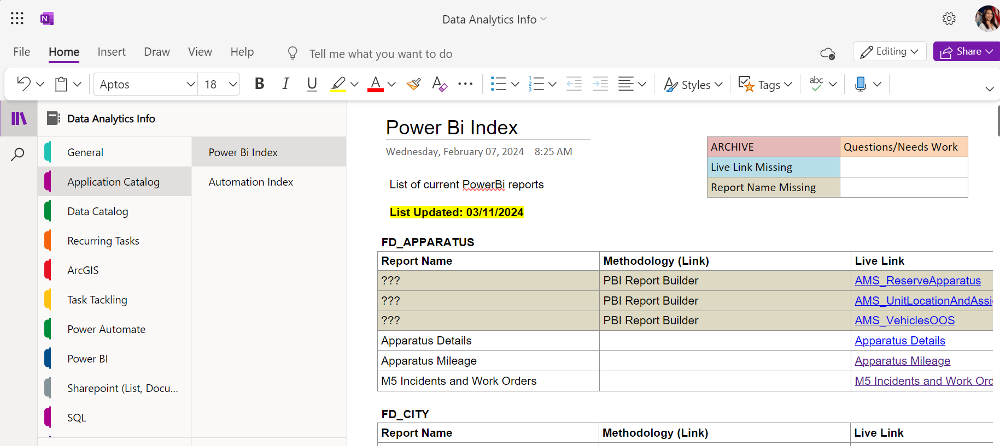 N
Data Analytics Info
File Home Insert Draw View Help Tell me what you want to do
Editing Share
Aptos 18 B I U A A ... Styles Tags abc
Data Analytics Info
General
Application Catalog
Data Catalog
Recurring Tasks
ArcGIS
Task Tackling
Power Automate
Power BI
Sharepoint (List, Docu...
SQL
Power Bi Index
Automation Index
Power Bi Index
Wednesday, February 07, 2024 8:25 AM
ARCHIVE Questions/Needs Work
Live Link Missing
Report Name Missing
List of current PowerBi reports
List Updated: 03/11/2024
FD_APPARATUS
Report Name Methodology (Link) Live Link
??? PBI Report Builder AMS_ReserveApparatus
??? PBI Report Builder AMS_UnitLocationAndAssi
??? PBI Report Builder AMS_VehiclesOOS
Apparatus Details Apparatus Details
Apparatus Mileage Apparatus Mileage
M5 Incidents and Work Orders M5 Incidents and Work Ord
FD_CITY
Report Name Methodology (Link) Live Link